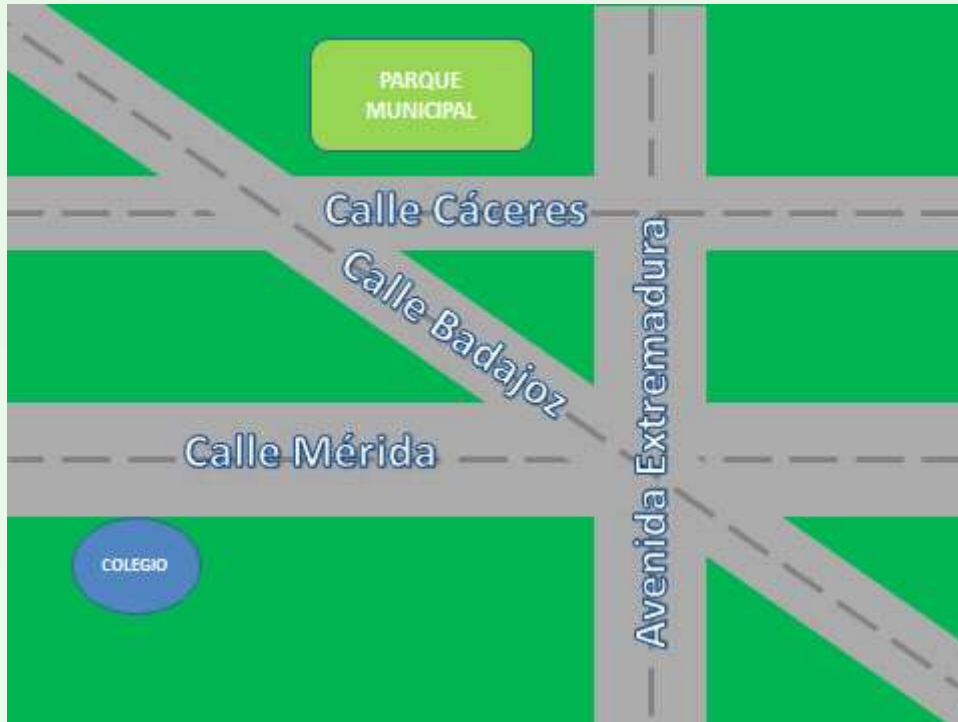 PARQUE
MUNICIPAL
Calle Cáceres
Calle Badajoz
Avenida Extremadura
Calle Mérida
COLEGIO